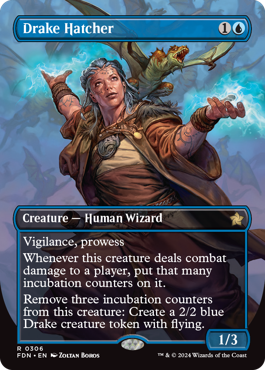 Drake Hatcher 1
Creature — Human Wizard
Vigilance, prowess
Whenever this creature deals combat
damage to a player, put that many
incubation counters on it.
Remove three incubation counters
from this creature: Create a 2/2 blue
Drake creature token with flying.
1/3
R 0306
FDN • EN ZOLTAN BOROS
™ & © 2024 Wizards of the Coast